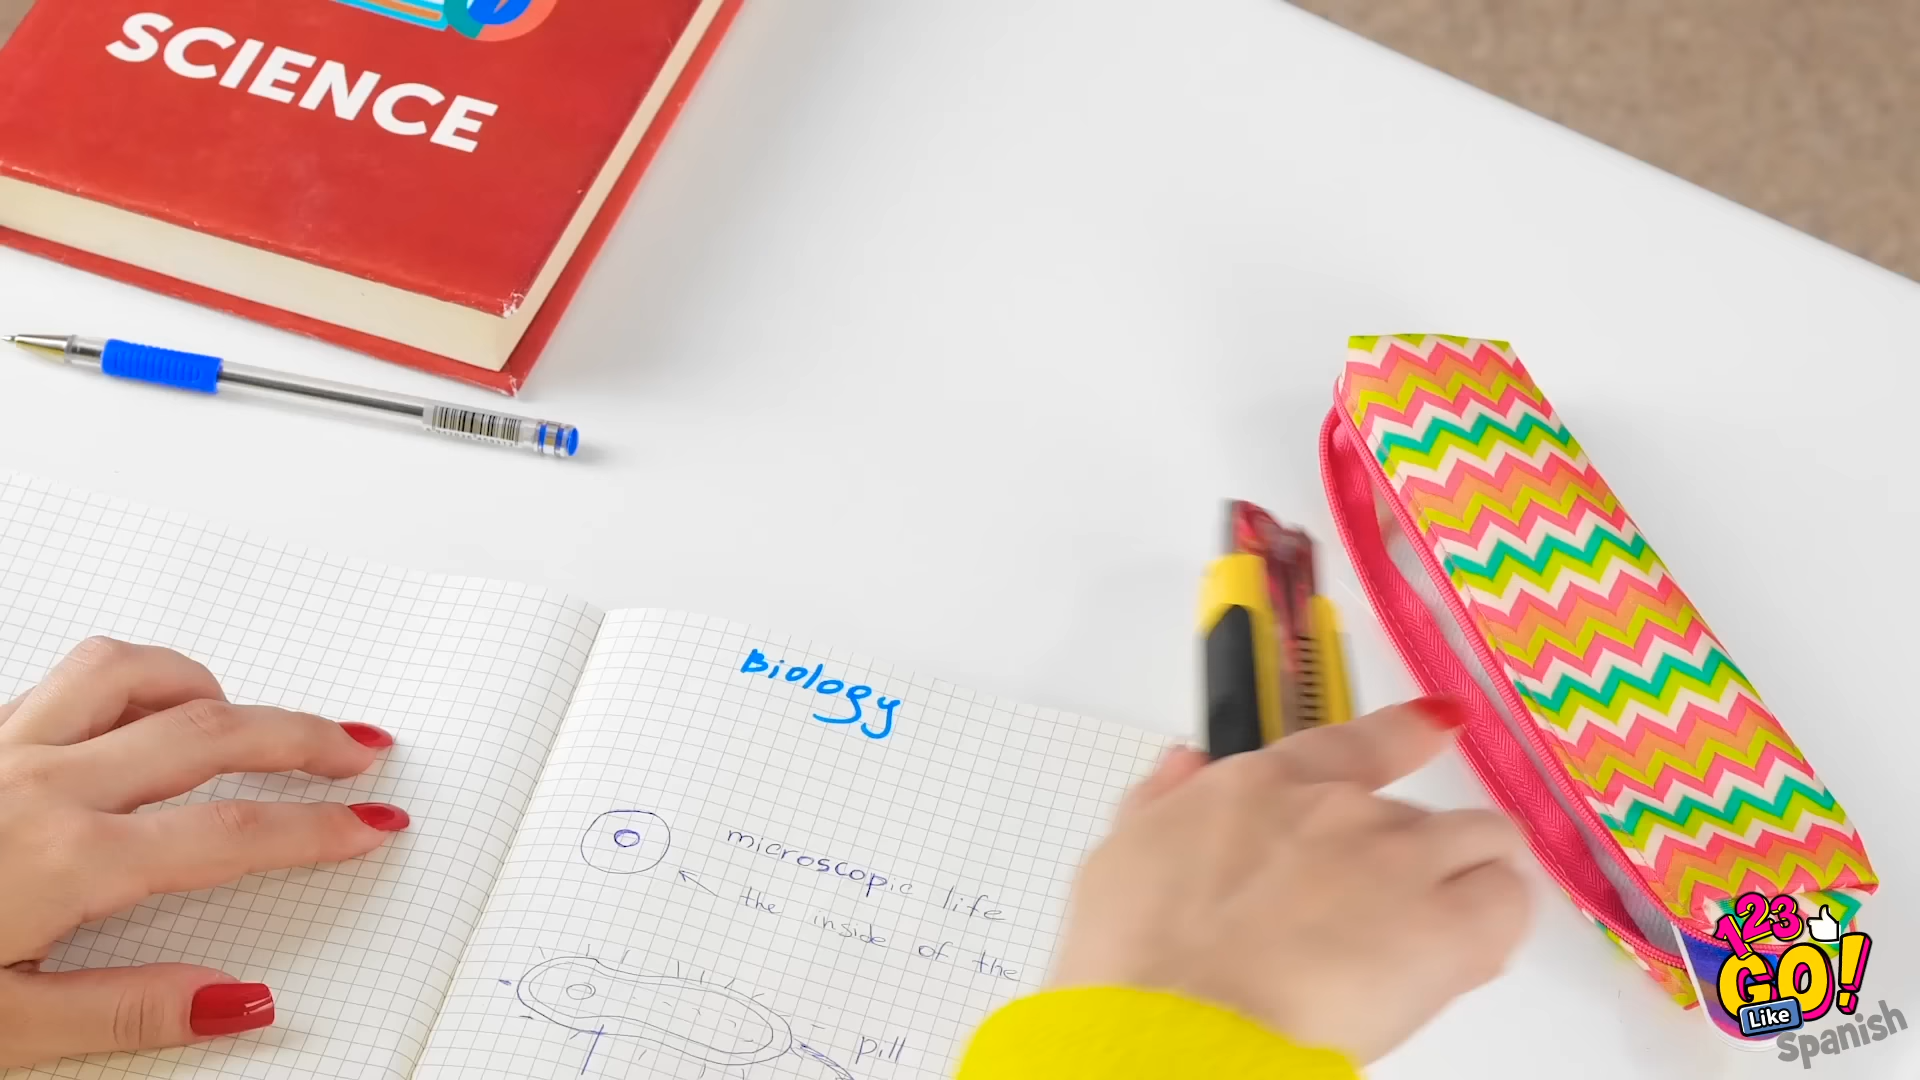 SCIENCE
Biology
microscopic life
the inside of the
pill
123
GO!
Like
Spanish